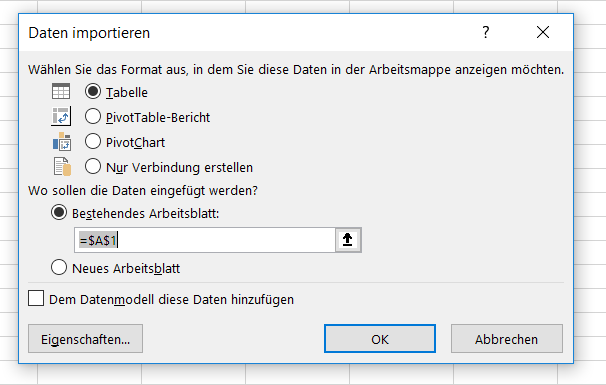 Daten importieren
?
Wählen Sie das Format aus, in dem Sie diese Daten in der Arbeitsmappe anzeigen möchten.
Tabelle
PivotTable-Bericht
PivotChart
Nur Verbindung erstellen
Wo sollen die Daten eingefügt werden?
Bestehendes Arbeitsblatt:
=$A$1
Neues Arbeitsblatt
Dem Datenmodell diese Daten hinzufügen
Eigenschaften... OK Abbrechen